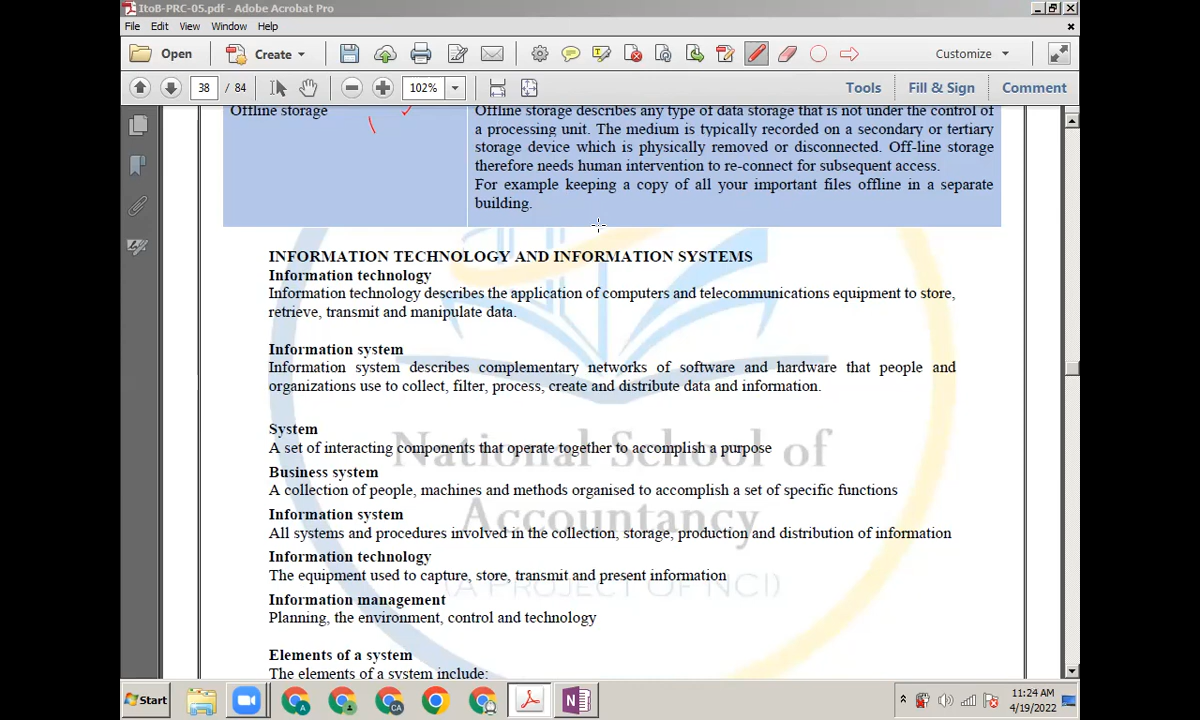 ItoB-PRC-05.pdf - Adobe Acrobat Pro
File Edit View Window Help
Open Create Customize
38 / 84 102% Tools Fill & Sign Comment
Offline storage
Offline storage describes any type of data storage that is not under the control of
a processing unit. The medium is typically recorded on a secondary or tertiary
storage device which is physically removed or disconnected. Off-line storage
therefore needs human intervention to re-connect for subsequent access.
For example keeping a copy of all your important files offline in a separate
building.
INFORMATION TECHNOLOGY AND INFORMATION SYSTEMS
Information technology
Information technology describes the application of computers and telecommunications equipment to store,
retrieve, transmit and manipulate data.
Information system
Information system describes complementary networks of software and hardware that people and
organizations use to collect, filter, process, create and distribute data and information.
System
A set of interacting components that operate together to accomplish a purpose
National School of
Business system
A collection of people, machines and methods organised to accomplish a set of specific functions
Information system
Accountancy
All systems and procedures involved in the collection, storage, production and distribution of information
Information technology
The equipment used to capture, store, transmit and present information
(A PROJECT OF NCI)
Information management
Planning, the environment, control and technology
Elements of a system
The elements of a system include:
Start
A
CA
11:24 AM
4/19/2022